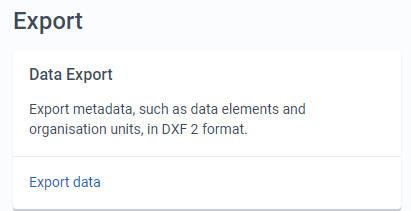 Export
Data Export
Export metadata, such as data elements and
organisation units, in DXF 2 format.
Export data